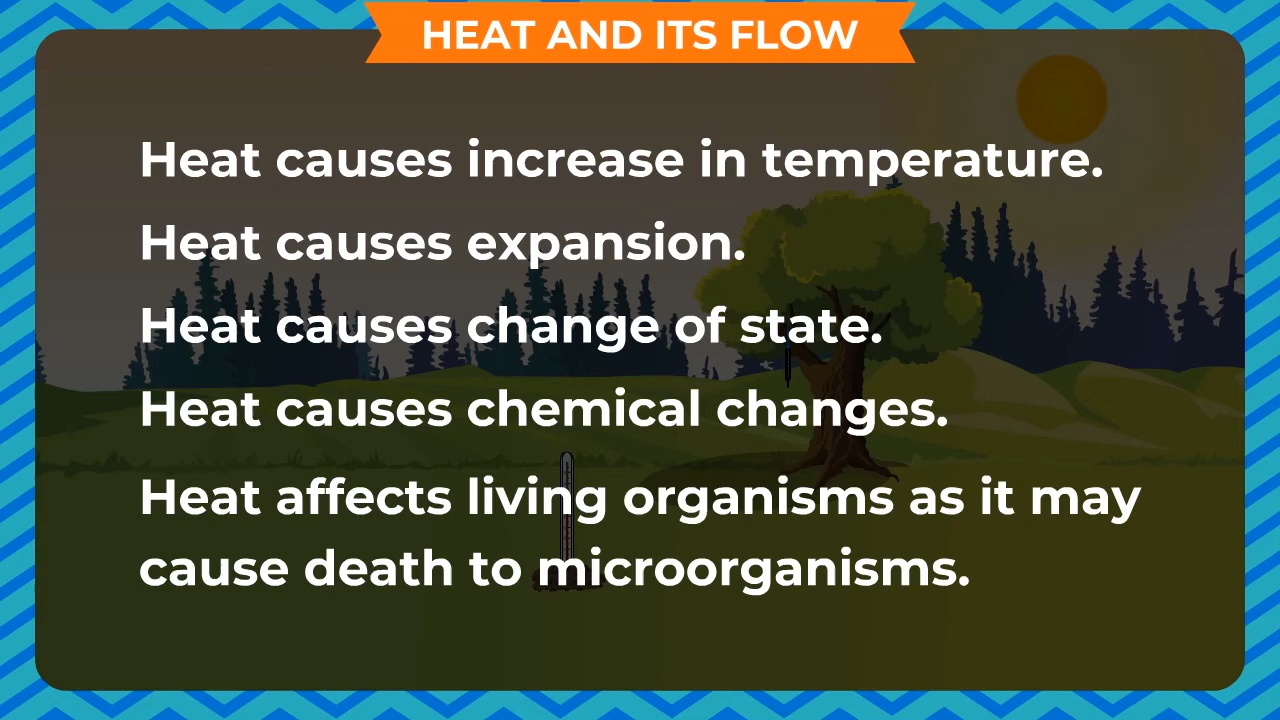 HEAT AND ITS FLOW
Heat causes increase in temperature.
Heat causes expansion.
Heat causes change of state.
Heat causes chemical changes.
Heat affects living organisms as it may
cause death to microorganisms.